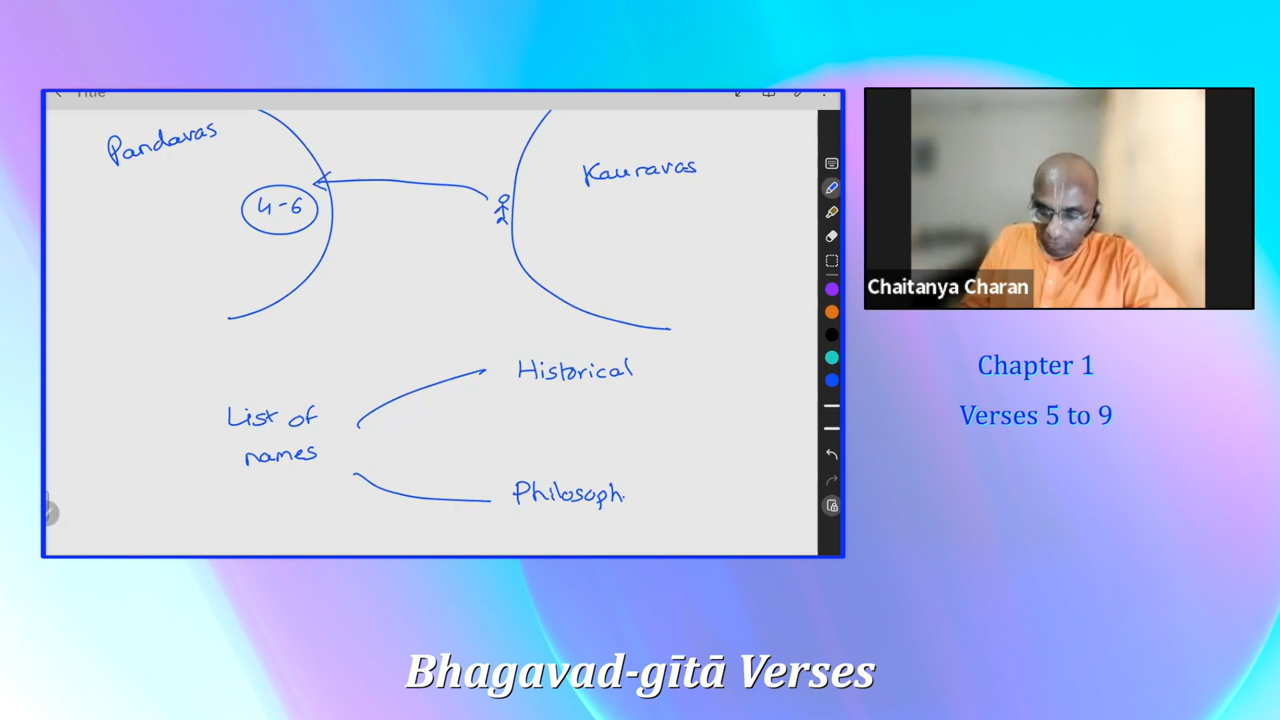 Title
Pandavas
Kauravas
4-6
Historical
List of
names
Philosoph
Chaitanya Charan
Chapter 1
Verses 5 to 9
Bhagavad-gītā Verses